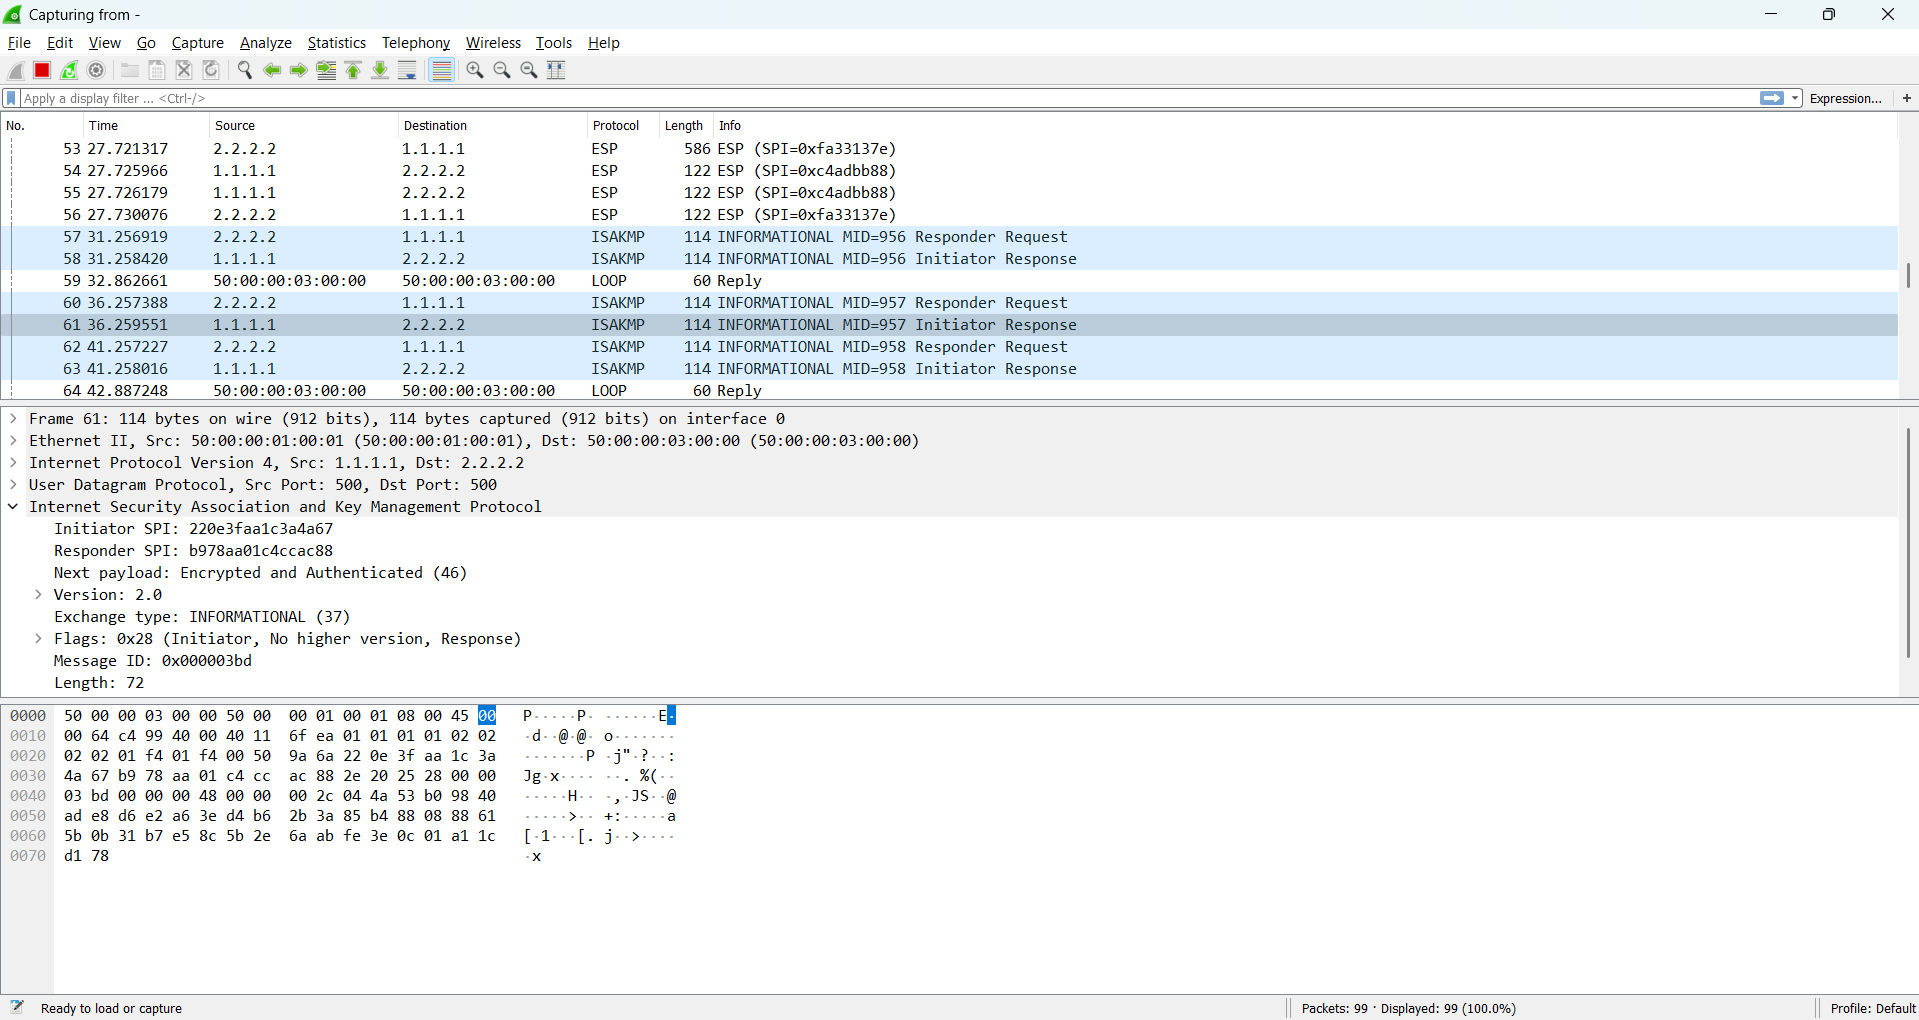 Capturing from -
File Edit View Go Capture Analyze Statistics Telephony Wireless Tools Help
Apply a display filter ... <Ctrl-/> Expression... +
No. Time Source Destination Protocol Length Info
53 27.721317 2.2.2.2 1.1.1.1 ESP 586 ESP (SPI=0xfa33137e)
54 27.725966 1.1.1.1 2.2.2.2 ESP 122 ESP (SPI=0xc4adbb88)
55 27.726179 1.1.1.1 2.2.2.2 ESP 122 ESP (SPI=0xc4adbb88)
56 27.730076 2.2.2.2 1.1.1.1 ESP 122 ESP (SPI=0xfa33137e)
57 31.256919 2.2.2.2 1.1.1.1 ISAKMP 114 INFORMATIONAL MID=956 Responder Request
58 31.258420 1.1.1.1 2.2.2.2 ISAKMP 114 INFORMATIONAL MID=956 Initiator Response
59 32.862661 50:00:00:03:00:00 50:00:00:03:00:00 LOOP 60 Reply
60 36.257388 2.2.2.2 1.1.1.1 ISAKMP 114 INFORMATIONAL MID=957 Responder Request
61 36.259551 1.1.1.1 2.2.2.2 ISAKMP 114 INFORMATIONAL MID=957 Initiator Response
62 41.257227 2.2.2.2 1.1.1.1 ISAKMP 114 INFORMATIONAL MID=958 Responder Request
63 41.258016 1.1.1.1 2.2.2.2 ISAKMP 114 INFORMATIONAL MID=958 Initiator Response
64 42.887248 50:00:00:03:00:00 50:00:00:03:00:00 LOOP 60 Reply
Frame 61: 114 bytes on wire (912 bits), 114 bytes captured (912 bits) on interface 0
Ethernet II, Src: 50:00:00:01:00:01 (50:00:00:01:00:01), Dst: 50:00:00:03:00:00 (50:00:00:03:00:00)
Internet Protocol Version 4, Src: 1.1.1.1, Dst: 2.2.2.2
User Datagram Protocol, Src Port: 500, Dst Port: 500
Internet Security Association and Key Management Protocol
Initiator SPI: 220e3faa1c3a4a67
Responder SPI: b978aa01c4ccac88
Next payload: Encrypted and Authenticated (46)
Version: 2.0
Exchange type: INFORMATIONAL (37)
Flags: 0x28 (Initiator, No higher version, Response)
Message ID: 0x000003bd
Length: 72
0000 50 00 00 03 00 00 50 00 00 01 00 01 08 00 45 00 P·····P· ······E·
0010 00 64 c4 99 40 00 40 11 6f ea 01 01 01 01 02 02 ·d··@·@· o·······
0020 02 02 01 f4 01 f4 00 50 9a 6a 22 0e 3f aa 1c 3a ·······P ·j"·?··:
0030 4a 67 b9 78 aa 01 c4 cc ac 88 2e 20 25 28 00 00 Jg·x···· ··. %(··
0040 03 bd 00 00 00 48 00 00 00 2c 04 4a 53 b0 98 40 ·····H·· ·,·JS··@
0050 ad e8 d6 e2 a6 3e d4 b6 2b 3a 85 b4 88 08 88 61 ·····>·· +:·····a
0060 5b 0b 31 b7 e5 8c 5b 2e 6a ab fe 3e 0c 01 a1 1c [·1···[. j··>····
0070 d1 78 ·x
Ready to load or capture Packets: 99 · Displayed: 99 (100.0%) Profile: Default